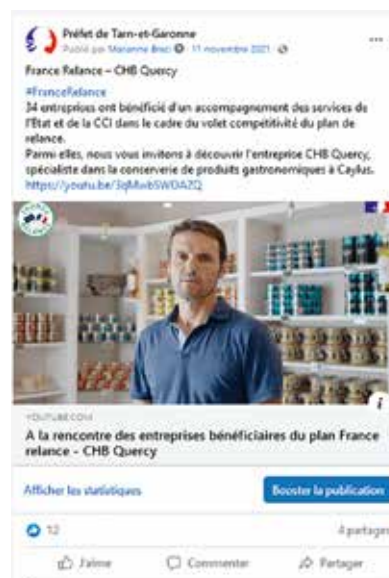 Préfet de Tarn-et-Garonne
Publié par Marianne · 11 novembre 2021
France Relance – CHB Quercy
#FranceRelance
34 entreprises ont bénéficié d'un accompagnement des services de
l'État et de la CCI dans le cadre du volet compétitivité du plan de
relance.
Parmi elles, nous vous invitons à découvrir l'entreprise CHB Quercy,
spécialiste dans la conserverie de produits gastronomiques à Caylus.
YOUTUBE.COM
A la rencontre des entreprises bénéficiaires du plan France
relance - CHB Quercy
Afficher les statistiques
Booster la publication
12
4 partages
J'aime
Commenter
Partager